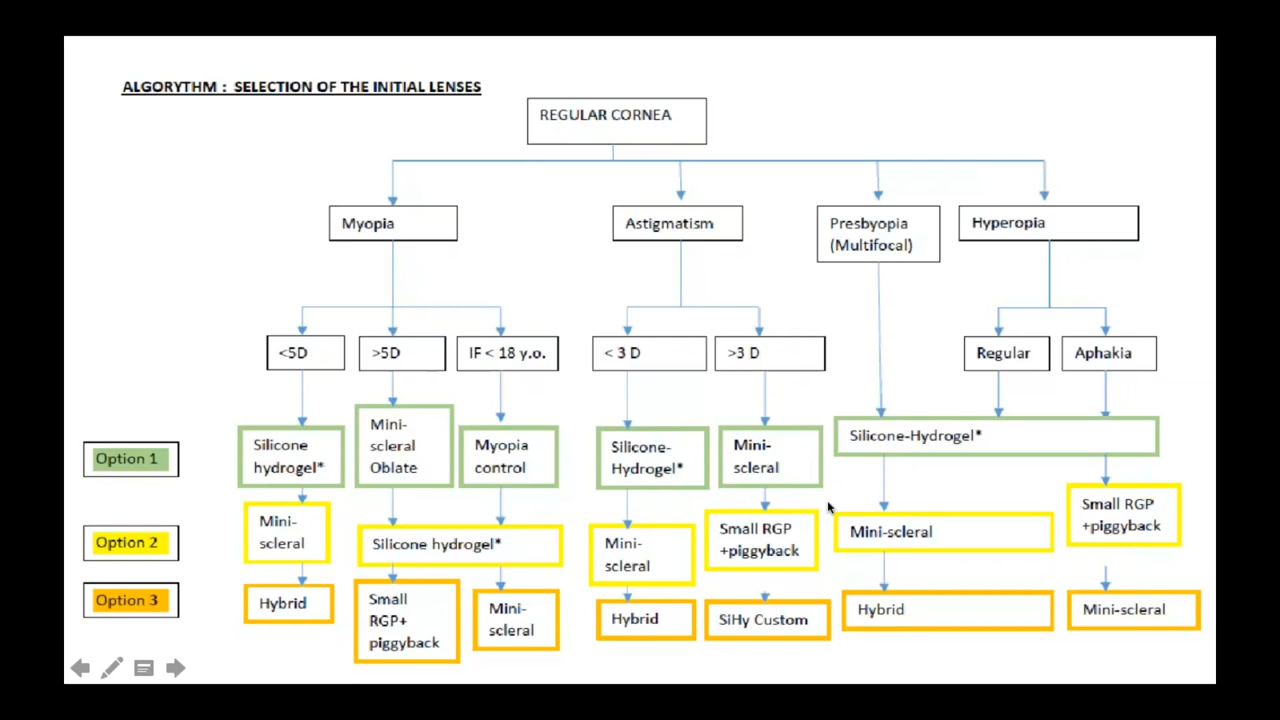 ALGORYTHM : SELECTION OF THE INITIAL LENSES
REGULAR CORNEA
Myopia
Astigmatism
Presbyopia
(Multifocal)
Hyperopia
<5D
>5D
IF < 18 y.o.
< 3 D
>3 D
Regular
Aphakia
Option 1
Silicone
hydrogel*
Mini-
scleral
Oblate
Myopia
control
Silicone-
Hydrogel*
Mini-
scleral
Silicone-Hydrogel*
Option 2
Mini-
scleral
Silicone hydrogel*
Mini-
scleral
Small RGP
+piggyback
Mini-scleral
Small RGP
+piggyback
Option 3
Hybrid
Small
RGP+
piggyback
Mini-
scleral
Hybrid
SiHy Custom
Hybrid
Mini-scleral